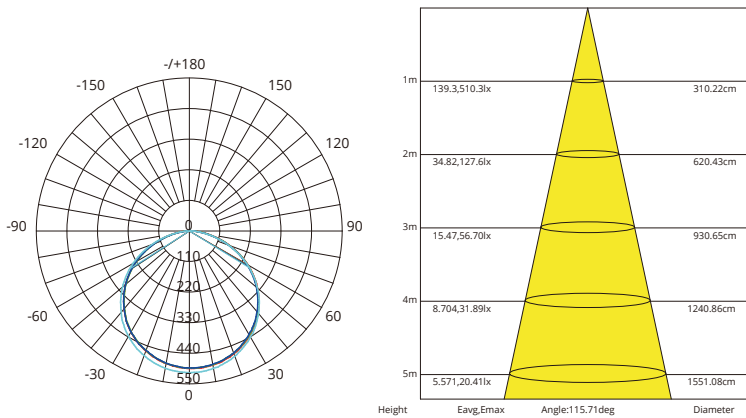 -/+180
-150
150
-120
120
-90
90
-60
60
-30
30
0
0
110
220
330
440
550
1m
139.3,510.3lx
310.22cm
2m
34.82,127.6lx
620.43cm
3m
15.47,56.70lx
930.65cm
4m
8.704,31.89lx
1240.86cm
5m
5.571,20.41lx
1551.08cm
Height
Eavg,Emax
Angle:115.71deg
Diameter